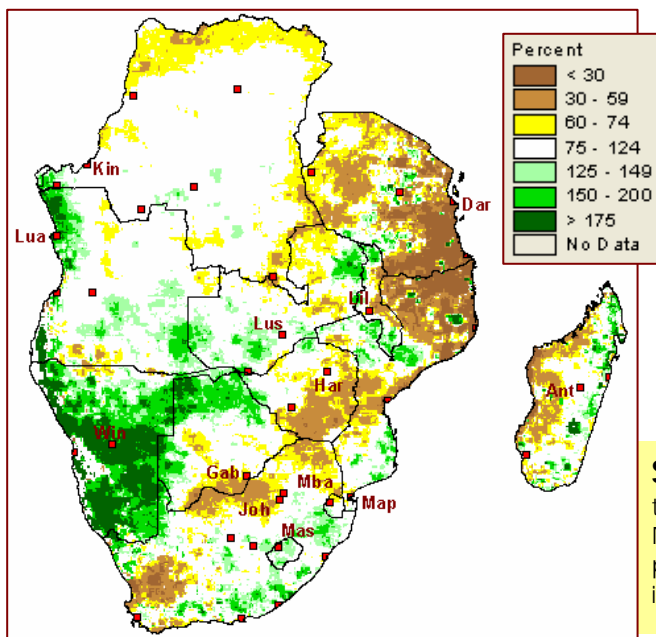 Percent
< 30
30 - 59
60 - 74
75 - 124
125 - 149
150 - 200
> 175
No Data
Kin
Dar
Lua
Lil
Lus
Har
Ant
Win
Gab
Mba
Joh
Map
Mas
S
t
N
p
i